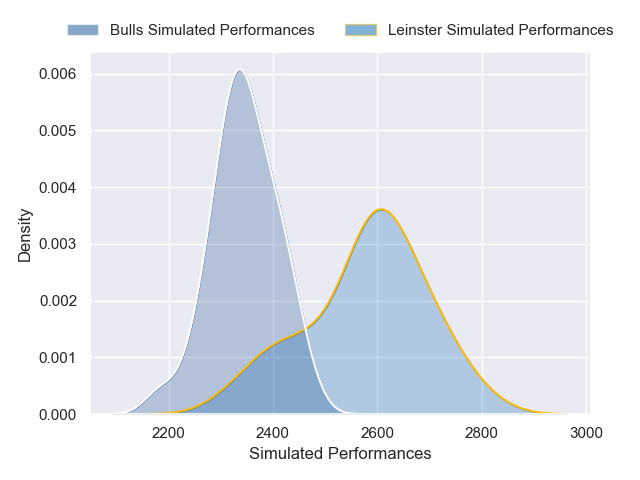 Bulls Simulated Performances Leinster Simulated Performances
0.006
0.005
0.004
0.003
0.002
0.001
0.000
Density
2200 2400 2600 2800 3000
Simulated Performances